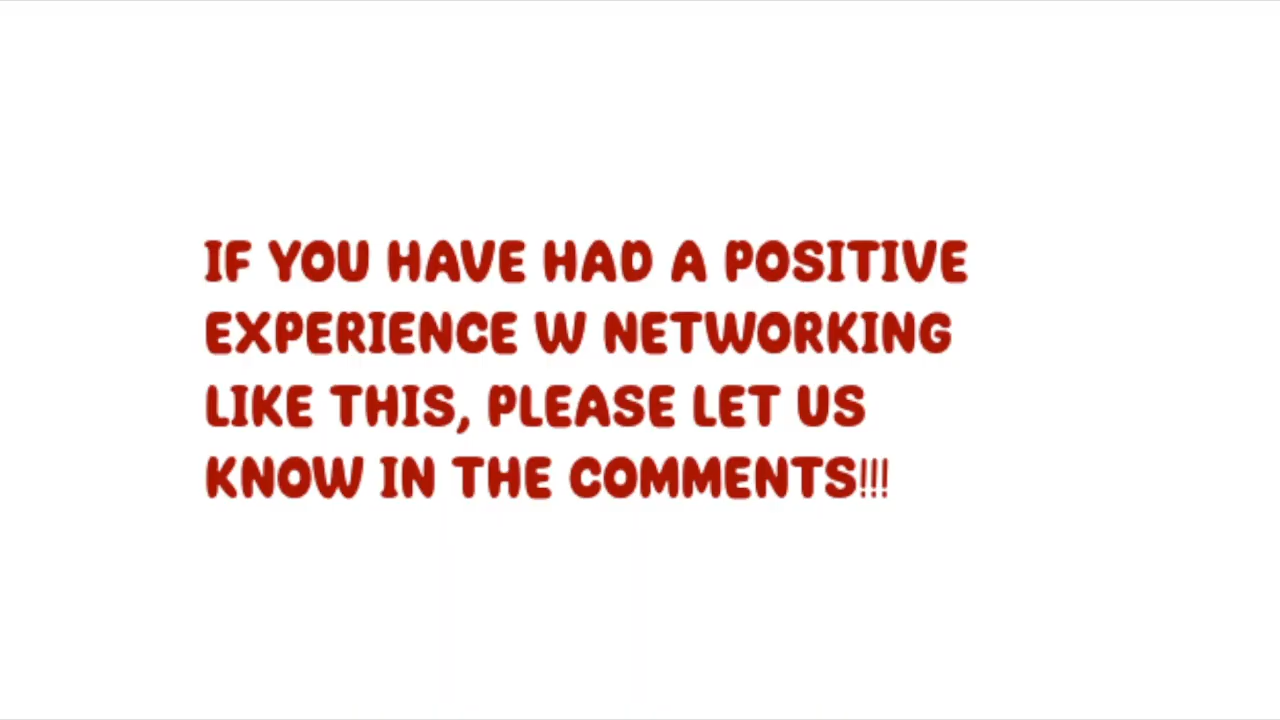 IF YOU HAVE HAD A POSITIVE
EXPERIENCE W NETWORKING
LIKE THIS, PLEASE LET US
KNOW IN THE COMMENTS!!!